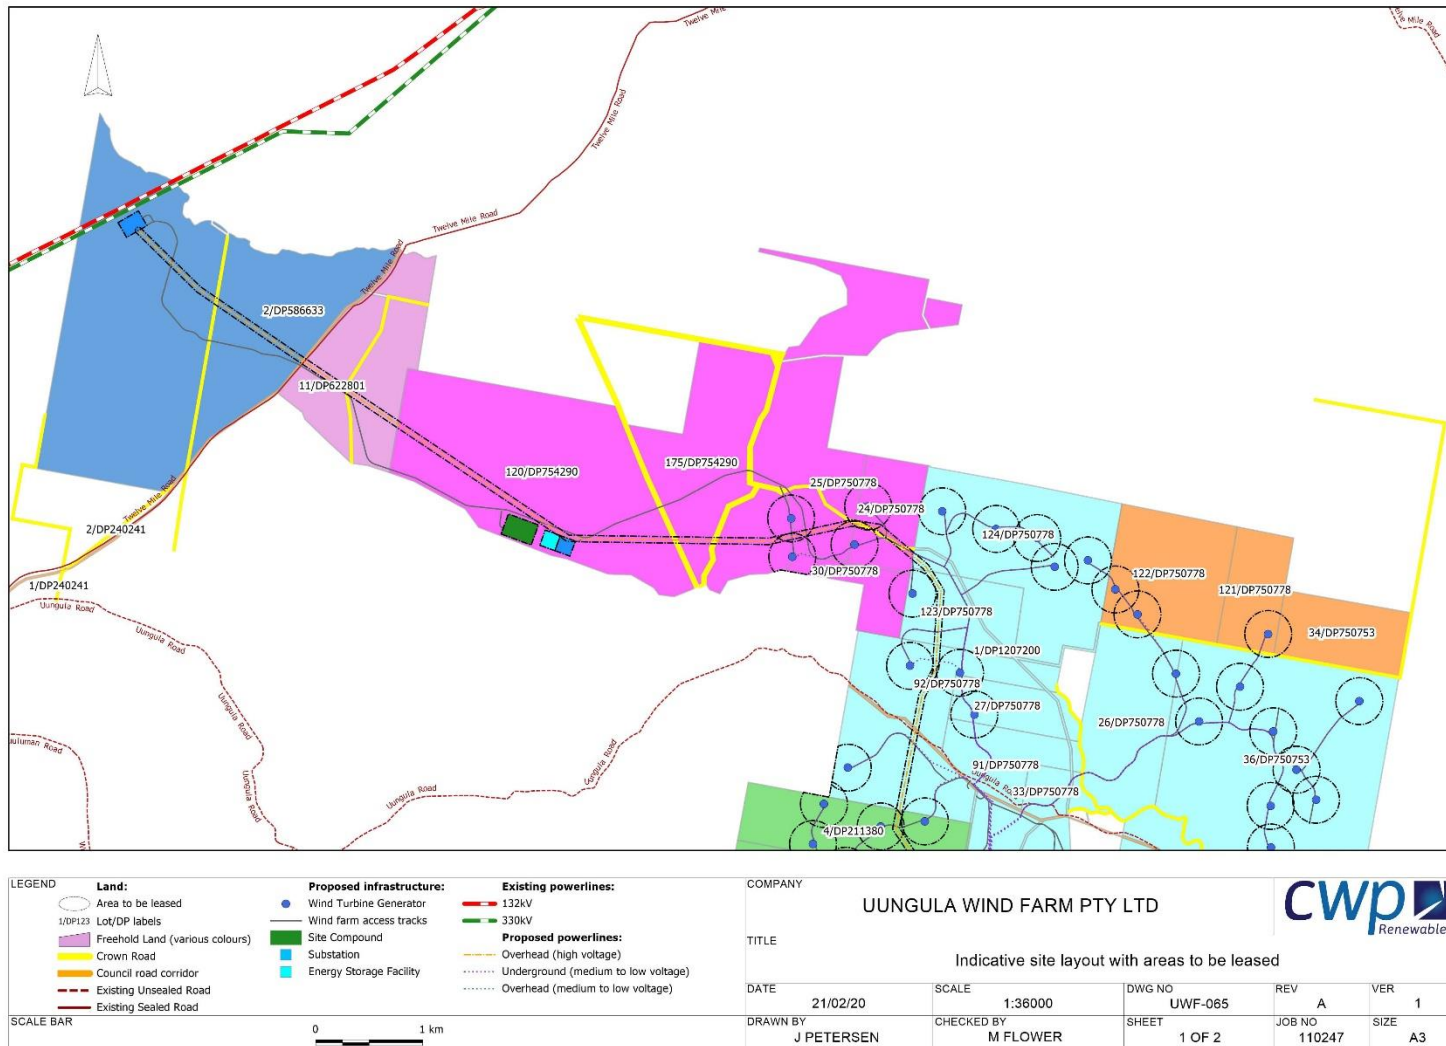 Twelve Mile Road
Twelve Mile Road
Twelve Mile Road
Twelve Mile Road
Twelve Mile Road
2/DP586633
11/DP622801
120/DP754290
175/DP754290
25/DP750778
24/DP750778
124/DP750778
30/DP750778
122/DP750778
121/DP750778
Twelve Mile Road
2/DP240241
1/DP240241
123/DP750778
34/DP750753
1/DP1207200
92/DP750778
27/DP750778
26/DP750778
36/DP750753
91/DP750778
33/DP750778
4/DP211380
Uungula Road
Uungula Road
Uungula Road
Uungula Road
Uungula Road
Uungula Road
Uungula Ro
uuluman Road
LEGEND
Land:
Area to be leased
1/DP123 Lot/DP labels
Freehold Land (various colours)
Crown Road
Council road corridor
Existing Unsealed Road
Existing Sealed Road
Proposed infrastructure:
Wind Turbine Generator
Wind farm access tracks
Site Compound
Substation
Energy Storage Facility
Existing powerlines:
132kV
330kV
Proposed powerlines:
Overhead (high voltage)
Underground (medium to low voltage)
Overhead (medium to low voltage)
SCALE BAR
0 1 km
COMPANY
UUNGULA WIND FARM PTY LTD
cwp
Renewable
TITLE
Indicative site layout with areas to be leased
DATE
21/02/20
SCALE
1:36000
DWG NO
UWF-065
REV
A
VER
1
DRAWN BY
J PETERSEN
CHECKED BY
M FLOWER
SHEET
1 OF 2
JOB NO
110247
SIZE
A3